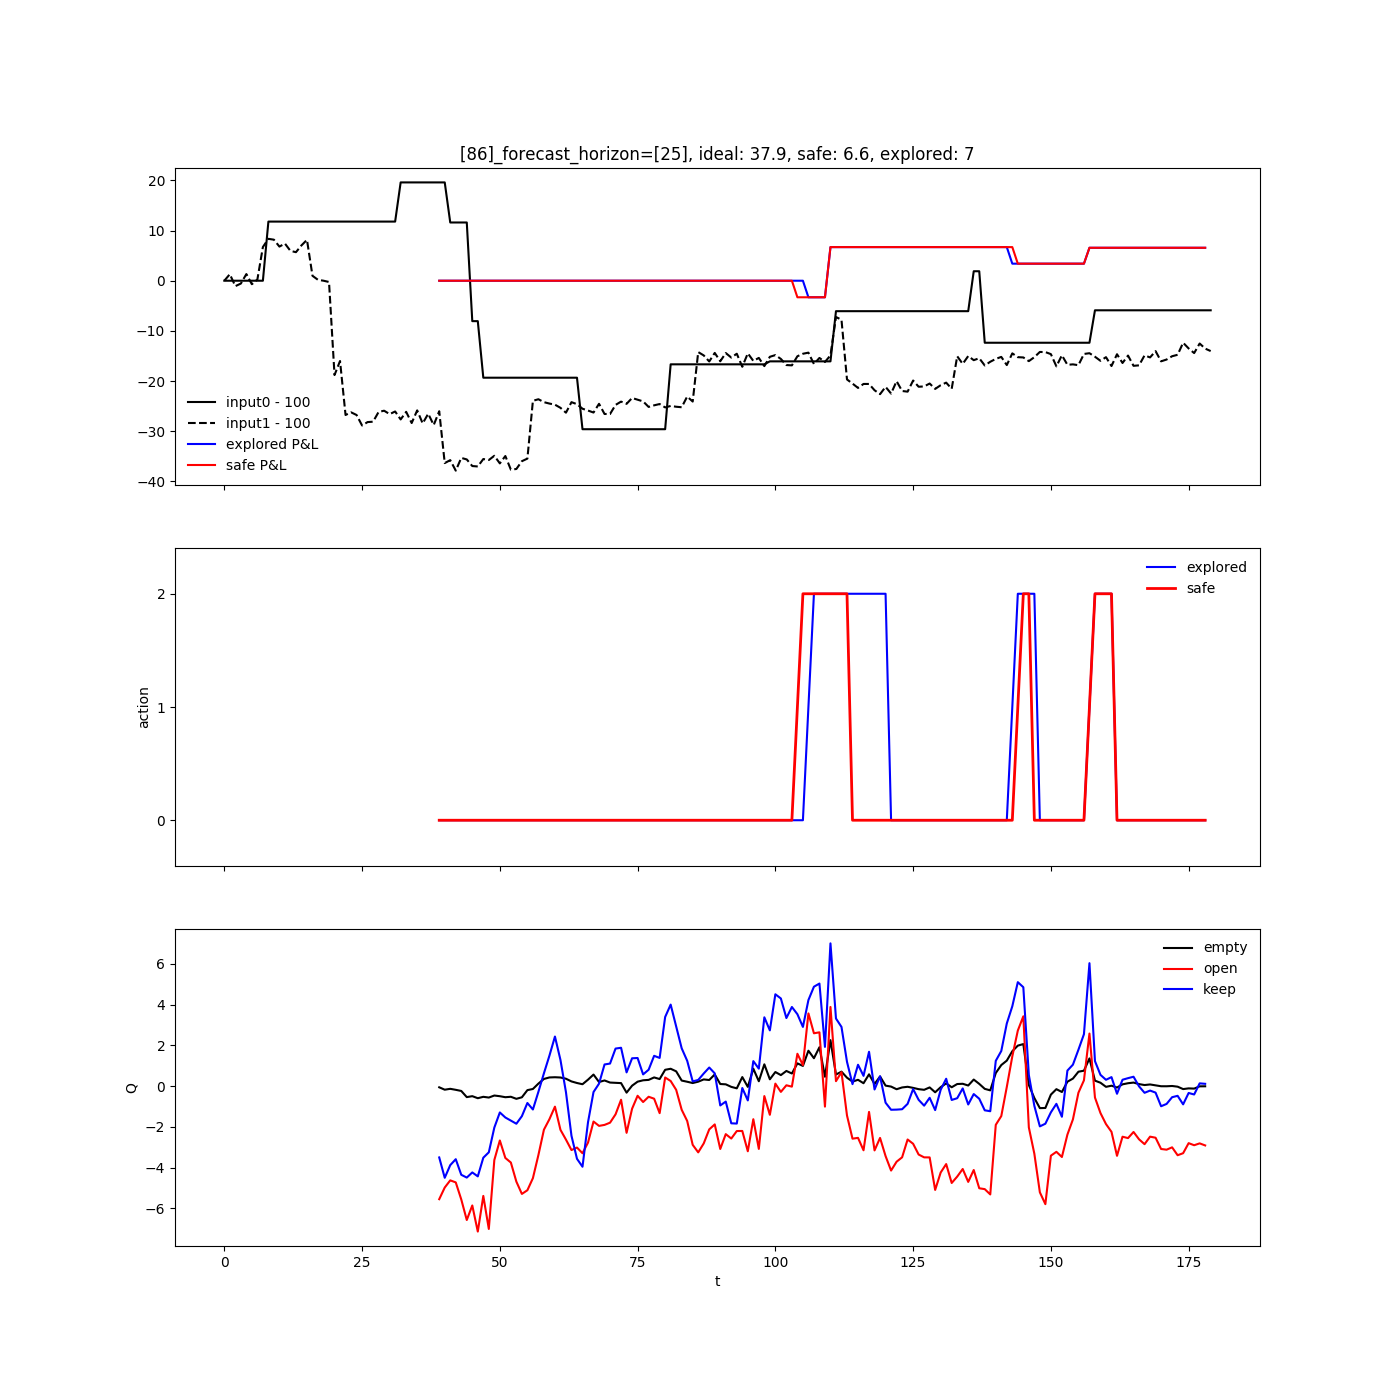 [86]_forecast_horizon=[25], ideal: 37.9, safe: 6.6, explored: 7
20
10
0
−10
−20
−30
−40
input0 - 100
input1 - 100
explored P&L
safe P&L
2
1
0
action
explored
safe
6
4
2
0
−2
−4
−6
Q
empty
open
keep
0 25 50 75 100 125 150 175
t